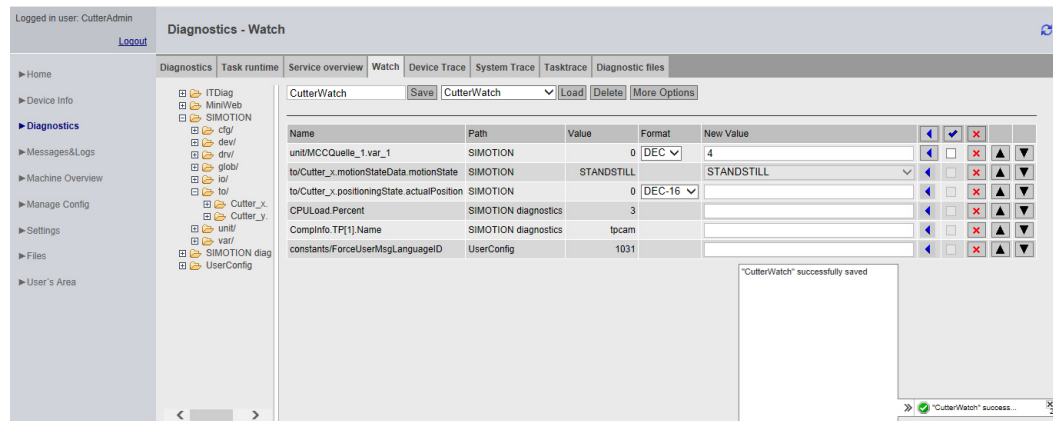 Logged in user: CutterAdmin
Logout
Diagnostics - Watch
►Home
►Device Info
►Diagnostics
►Messages&Logs
►Machine Overview
►Manage Config
►Settings
►Files
►User's Area
Diagnostics Task runtime Service overview Watch Device Trace System Trace Tasktrace Diagnostic files
ITDiag
MiniWeb
SIMOTION
cfg/
dev/
drv/
glob/
io/
to/
Cutter_x.
Cutter_y.
unit/
var/
SIMOTION diag
UserConfig
CutterWatch Save CutterWatch Load Delete More Options
Name Path Value Format New Value
unit/MCCQuelle_1.var_1 SIMOTION 0 DEC 4
to/Cutter_x.motionStateData.motionState SIMOTION STANDSTILL STANDSTILL
to/Cutter_x.positioningState.actualPosition SIMOTION 0 DEC-16
CPULoad.Percent SIMOTION diagnostics 3
CompInfo.TP[1].Name SIMOTION diagnostics tpcam
constants/ForceUserMsgLanguageID UserConfig 1031
"CutterWatch" successfully saved
"CutterWatch" success...